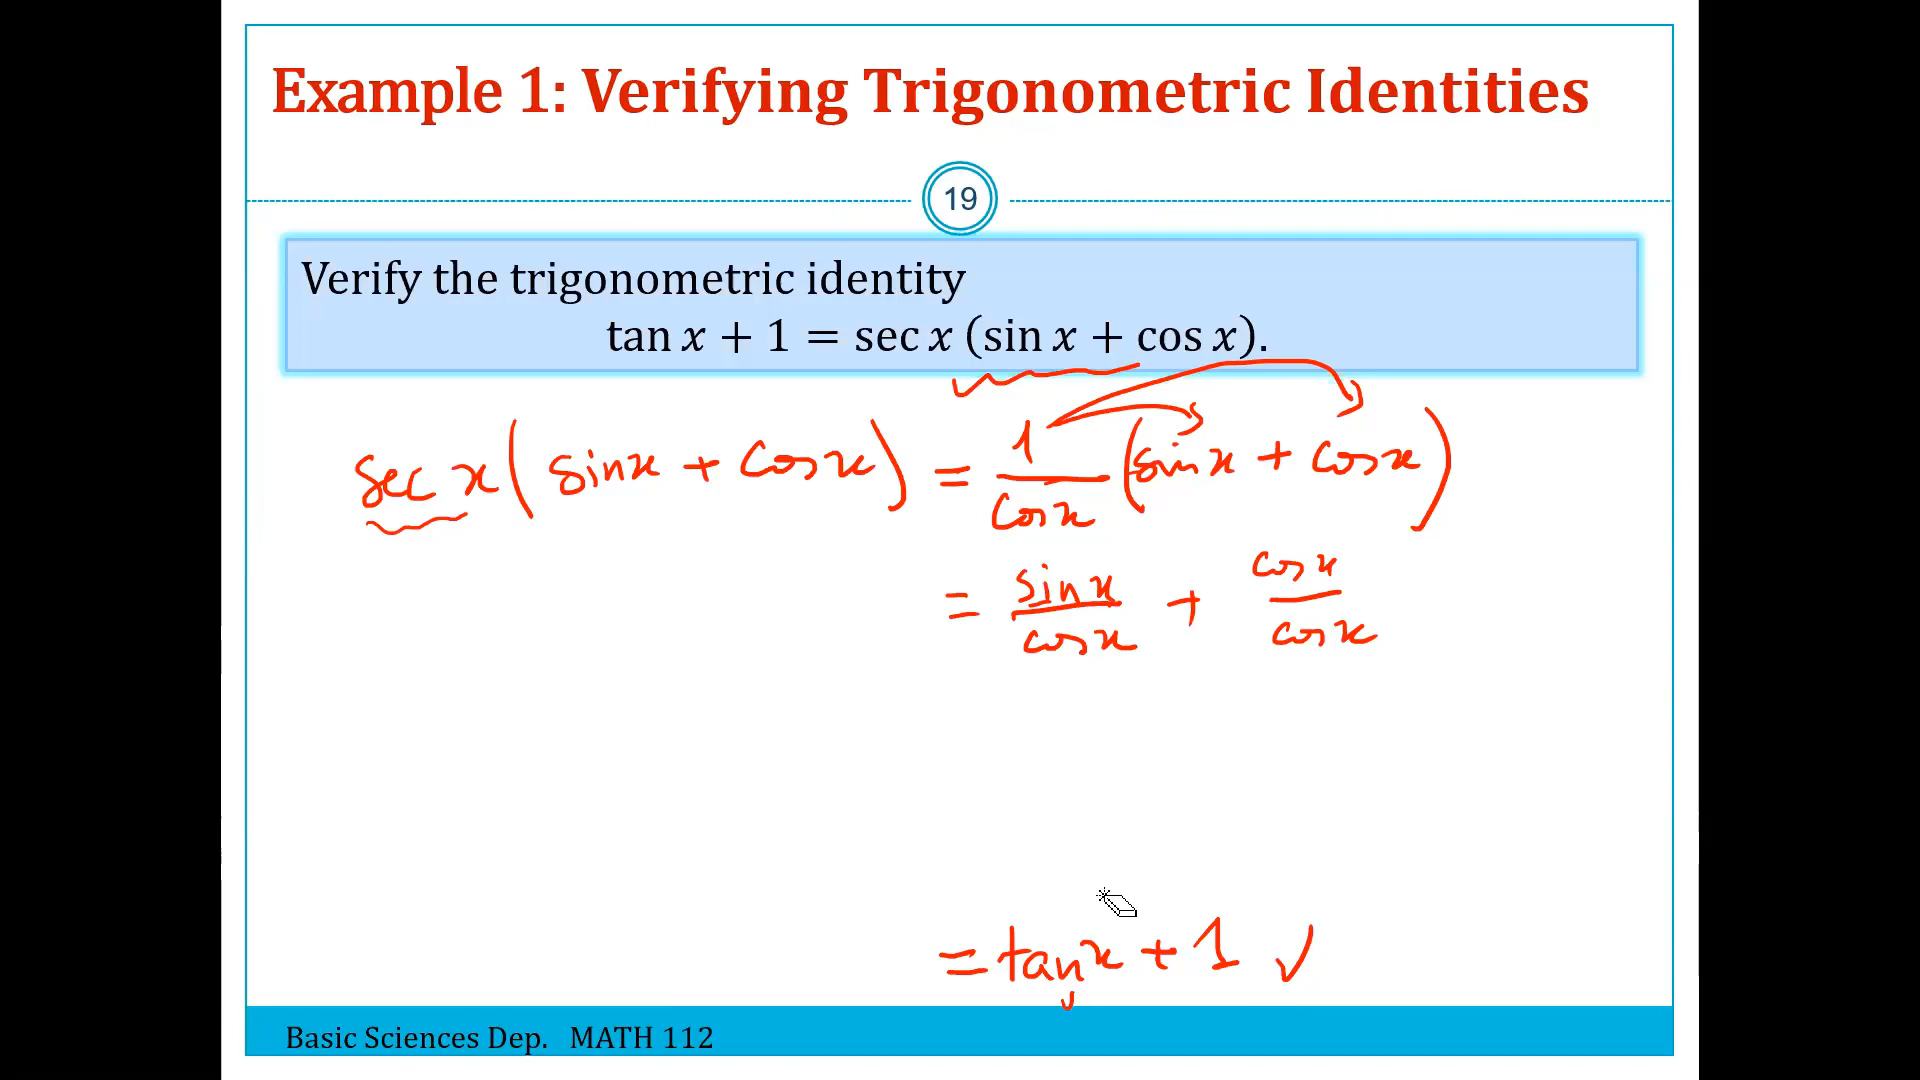 Example 1: Verifying Trigonometric Identities
19
Verify the trigonometric identity
tan x + 1 = sec x (sin x + cos x).
sec x ( sin x + cos x ) = 1/cos x (sin x + cos x)
= sin x/cos x + cos x/cos x
= tan x + 1 ✓
Basic Sciences Dep. MATH 112